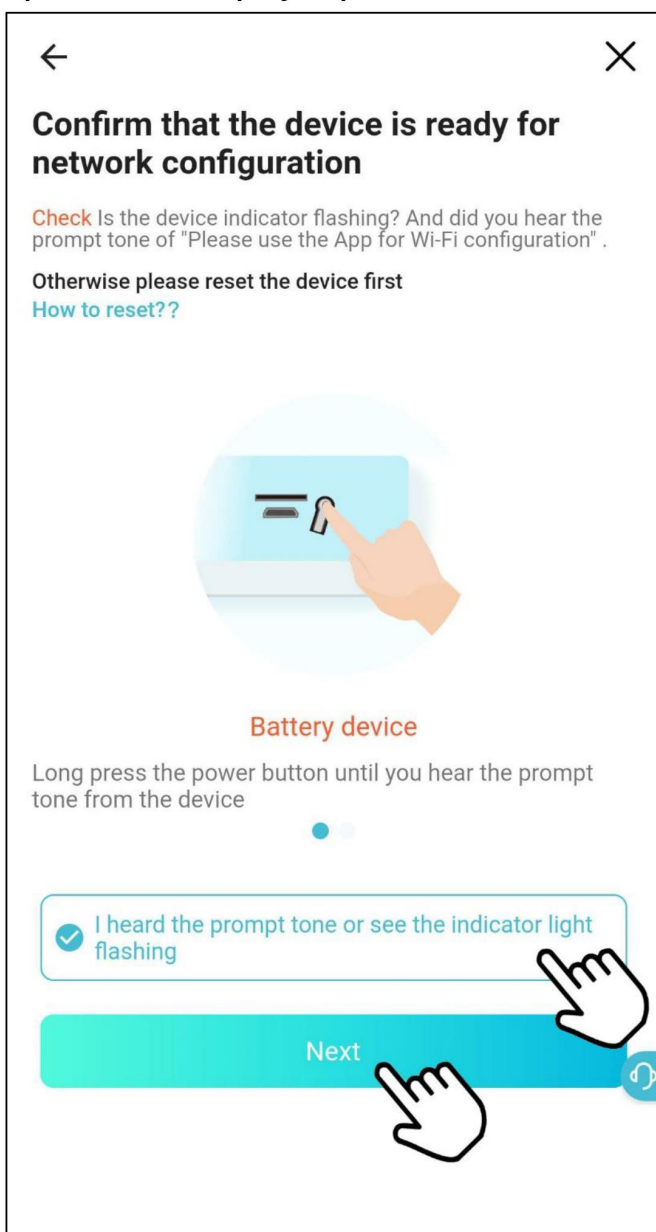 Confirm that the device is ready for
network configuration
Check Is the device indicator flashing? And did you hear the
prompt tone of "Please use the App for Wi-Fi configuration" .
Otherwise please reset the device first
How to reset??
Battery device
Long press the power button until you hear the prompt
tone from the device
I heard the prompt tone or see the indicator light
flashing
Next